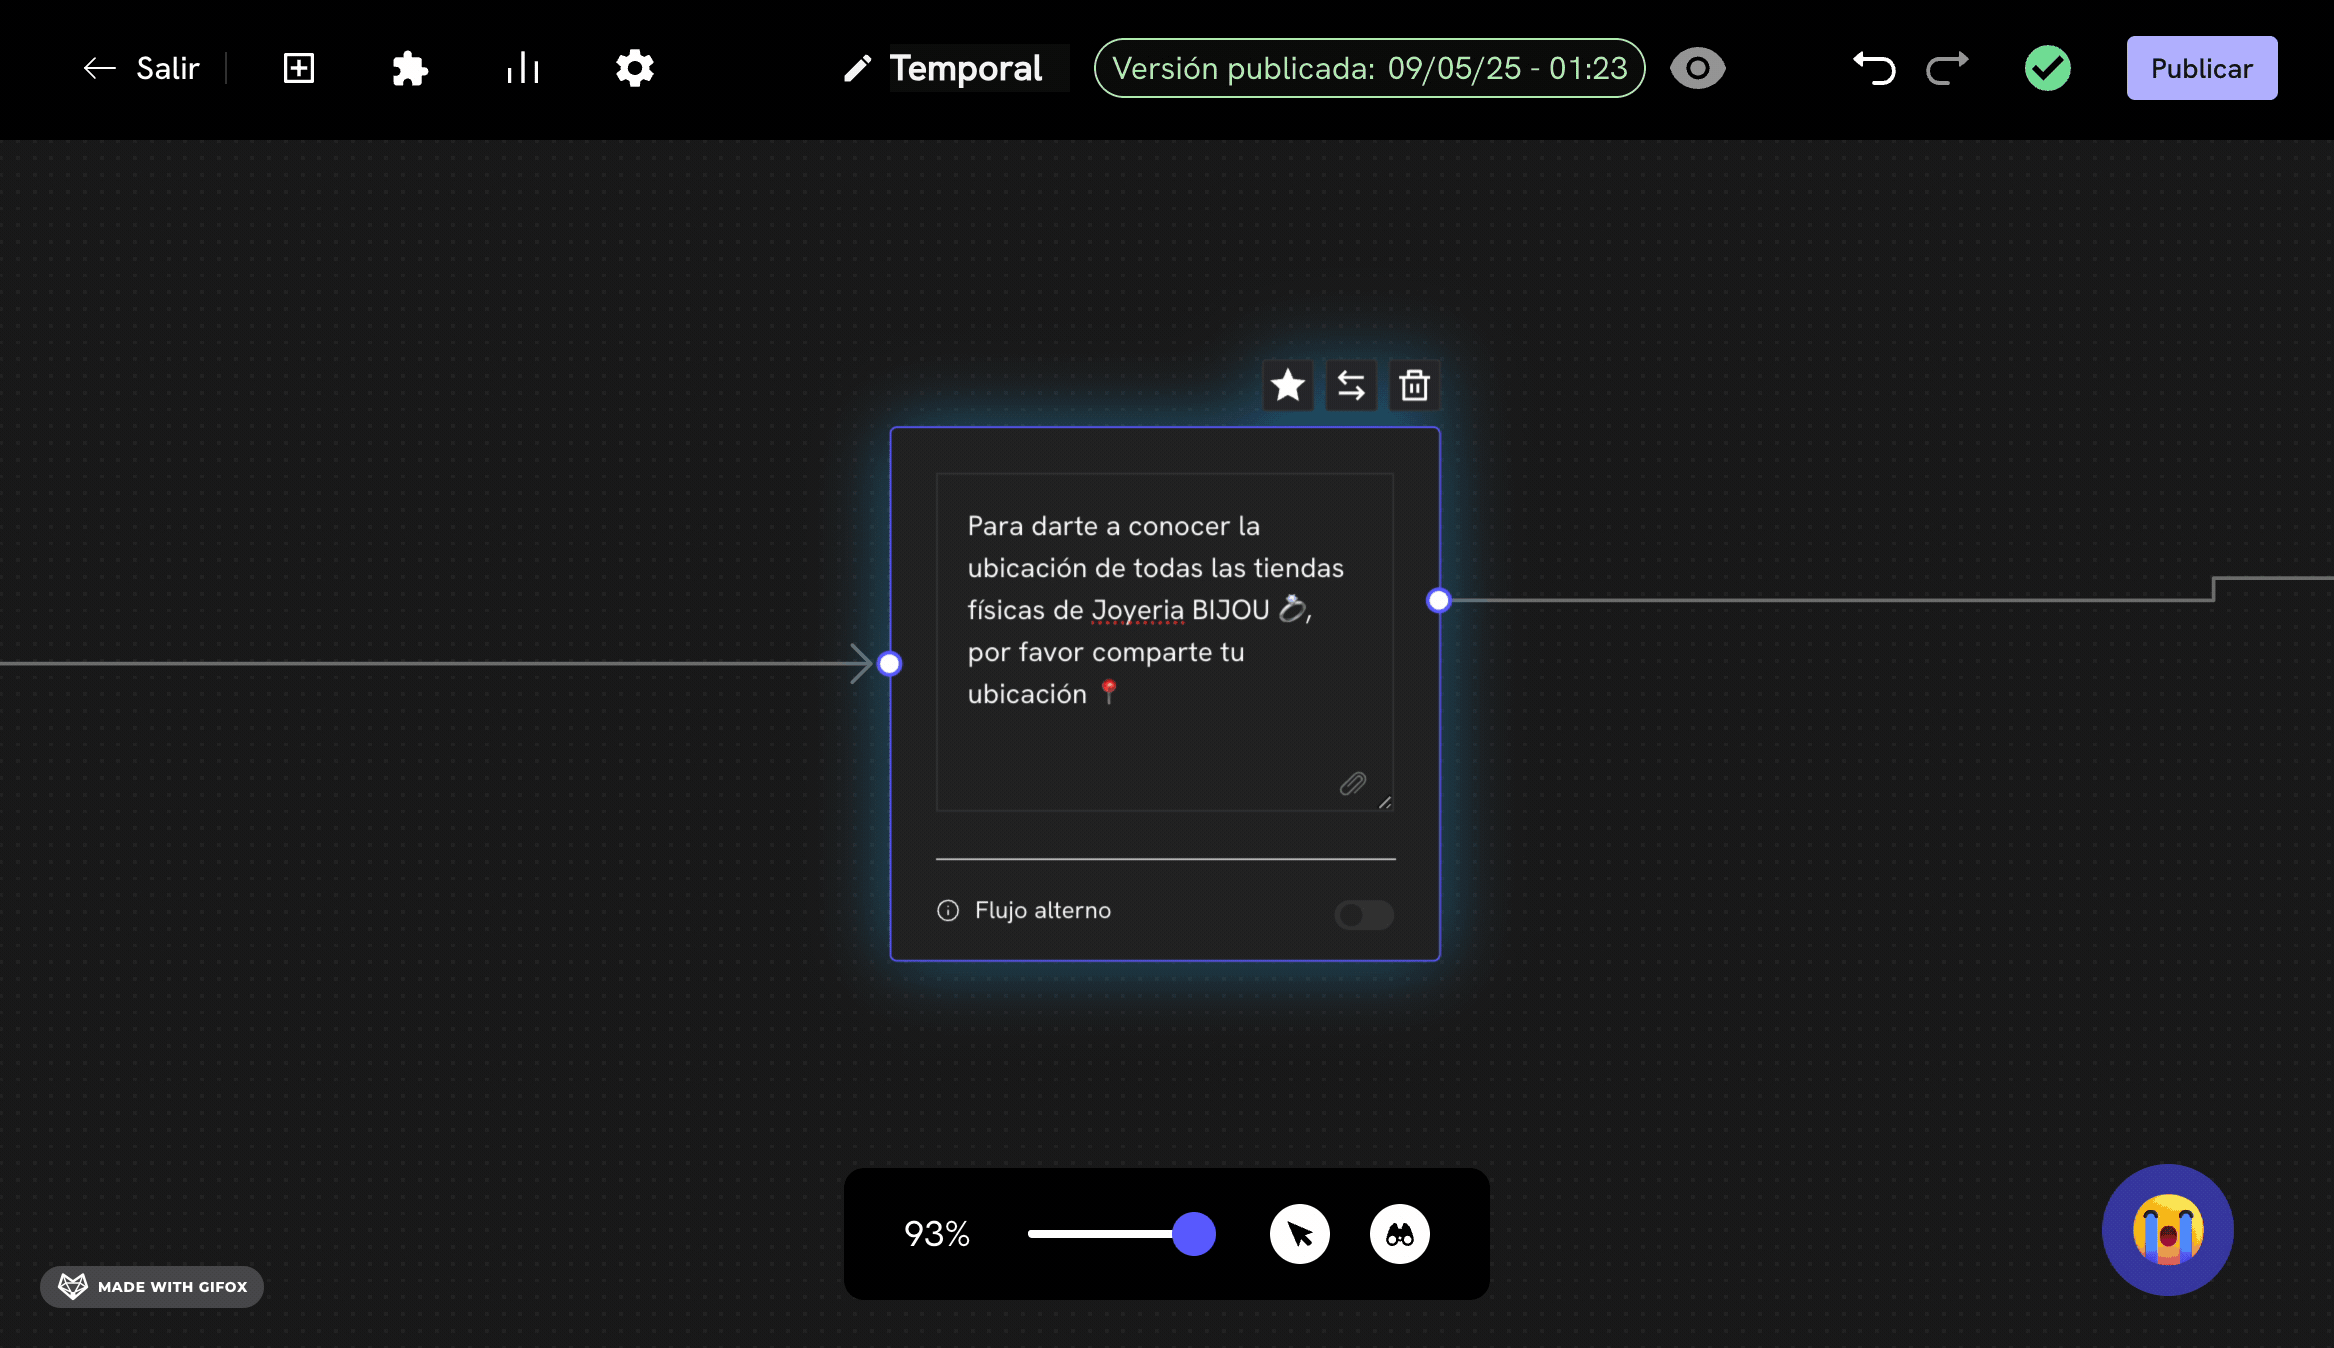 Salir
Temporal
Versión publicada: 09/05/25 - 01:23
Publicar
Para darte a conocer la
ubicación de todas las tiendas
físicas de Joyeria BIJOU 💍,
por favor comparte tu
ubicación 📍
Flujo alterno
93%
MADE WITH GIFOX